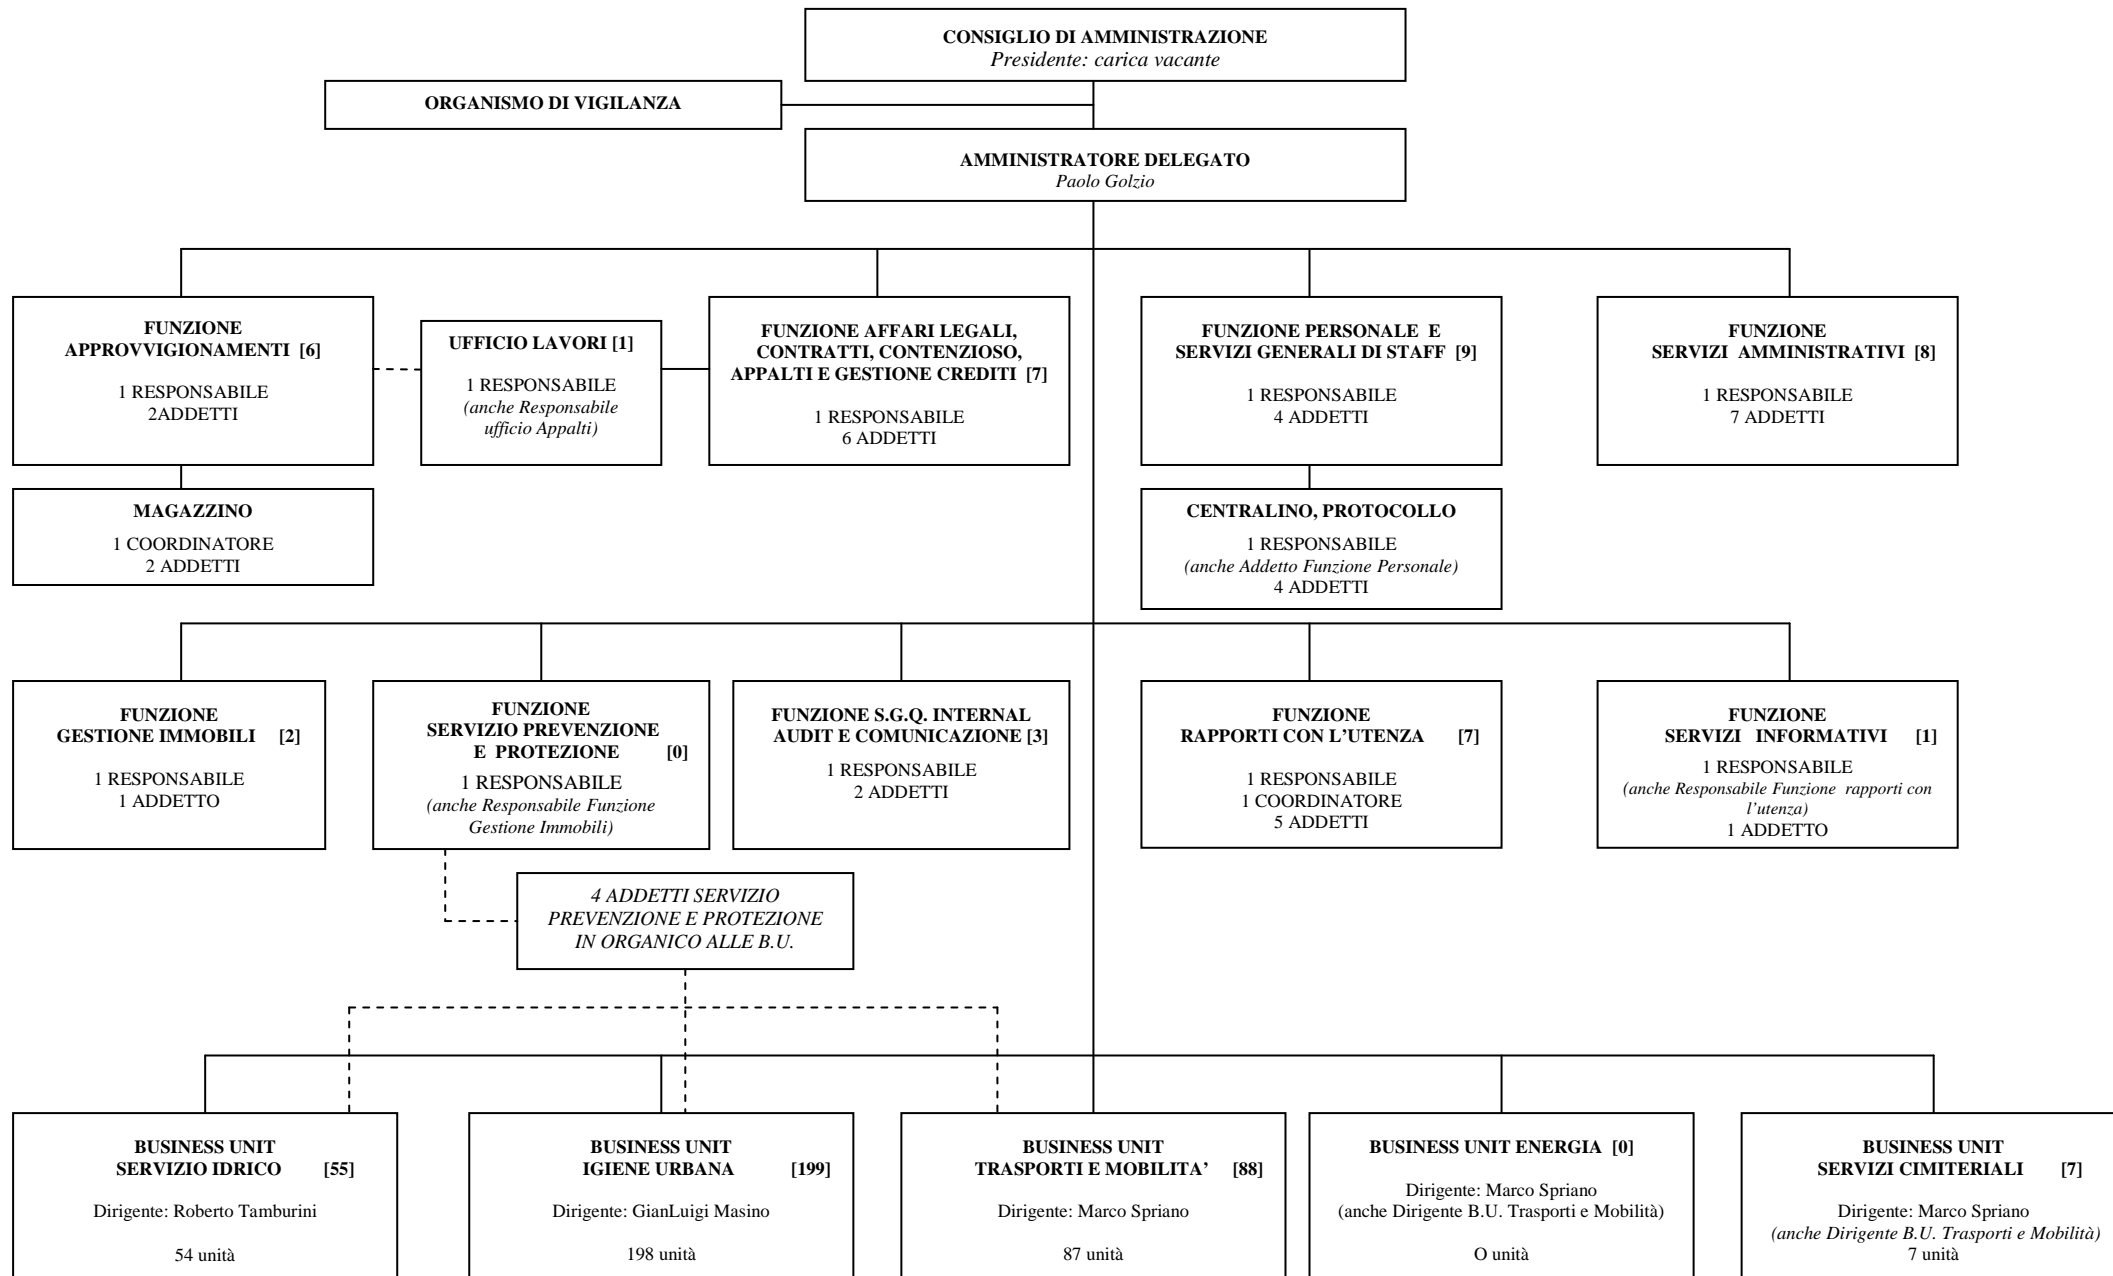 CONSIGLIO DI AMMINISTRAZIONE
Presidente: carica vacante
ORGANISMO DI VIGILANZA
AMMINISTRATORE DELEGATO
Paolo Golzio
FUNZIONE
APPROVVIGIONAMENTI [6]
1 RESPONSABILE
2ADDETTI
UFFICIO LAVORI [1]
1 RESPONSABILE
(anche Responsabile
ufficio Appalti)
FUNZIONE AFFARI LEGALI,
CONTRATTI, CONTENZIOSO,
APPALTI E GESTIONE CREDITI [7]
1 RESPONSABILE
6 ADDETTI
FUNZIONE PERSONALE E
SERVIZI GENERALI DI STAFF [9]
1 RESPONSABILE
4 ADDETTI
FUNZIONE
SERVIZI AMMINISTRATIVI [8]
1 RESPONSABILE
7 ADDETTI
MAGAZZINO
1 COORDINATORE
2 ADDETTI
CENTRALINO, PROTOCOLLO
1 RESPONSABILE
(anche Addetto Funzione Personale)
4 ADDETTI
FUNZIONE
GESTIONE IMMOBILI [2]
1 RESPONSABILE
1 ADDETTO
FUNZIONE
SERVIZIO PREVENZIONE
E PROTEZIONE [0]
1 RESPONSABILE
(anche Responsabile Funzione
Gestione Immobili)
FUNZIONE S.G.Q. INTERNAL
AUDIT E COMUNICAZIONE [3]
1 RESPONSABILE
2 ADDETTI
FUNZIONE
RAPPORTI CON L’UTENZA [7]
1 RESPONSABILE
1 COORDINATORE
5 ADDETTI
FUNZIONE
SERVIZI INFORMATIVI [1]
1 RESPONSABILE
(anche Responsabile Funzione rapporti con
l’utenza)
1 ADDETTO
4 ADDETTI SERVIZIO
PREVENZIONE E PROTEZIONE
IN ORGANICO ALLE B.U.
BUSINESS UNIT
SERVIZIO IDRICO [55]
Dirigente: Roberto Tamburini
54 unità
BUSINESS UNIT
IGIENE URBANA [199]
Dirigente: GianLuigi Masino
198 unità
BUSINESS UNIT
TRASPORTI E MOBILITA’ [88]
Dirigente: Marco Spriano
87 unità
BUSINESS UNIT ENERGIA [0]
Dirigente: Marco Spriano
(anche Dirigente B.U. Trasporti e Mobilità)
O unità
BUSINESS UNIT
SERVIZI CIMITERIALI [7]
Dirigente: Marco Spriano
(anche Dirigente B.U. Trasporti e Mobilità)
7 unità